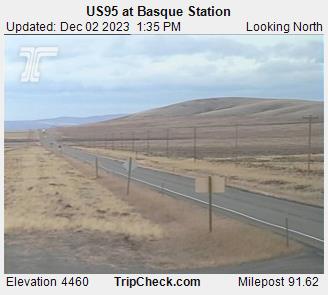 US95 at Basque Station
Updated: Dec 02 2023 1:35 PM Looking North
Elevation 4460 TripCheck.com Milepost 91.62